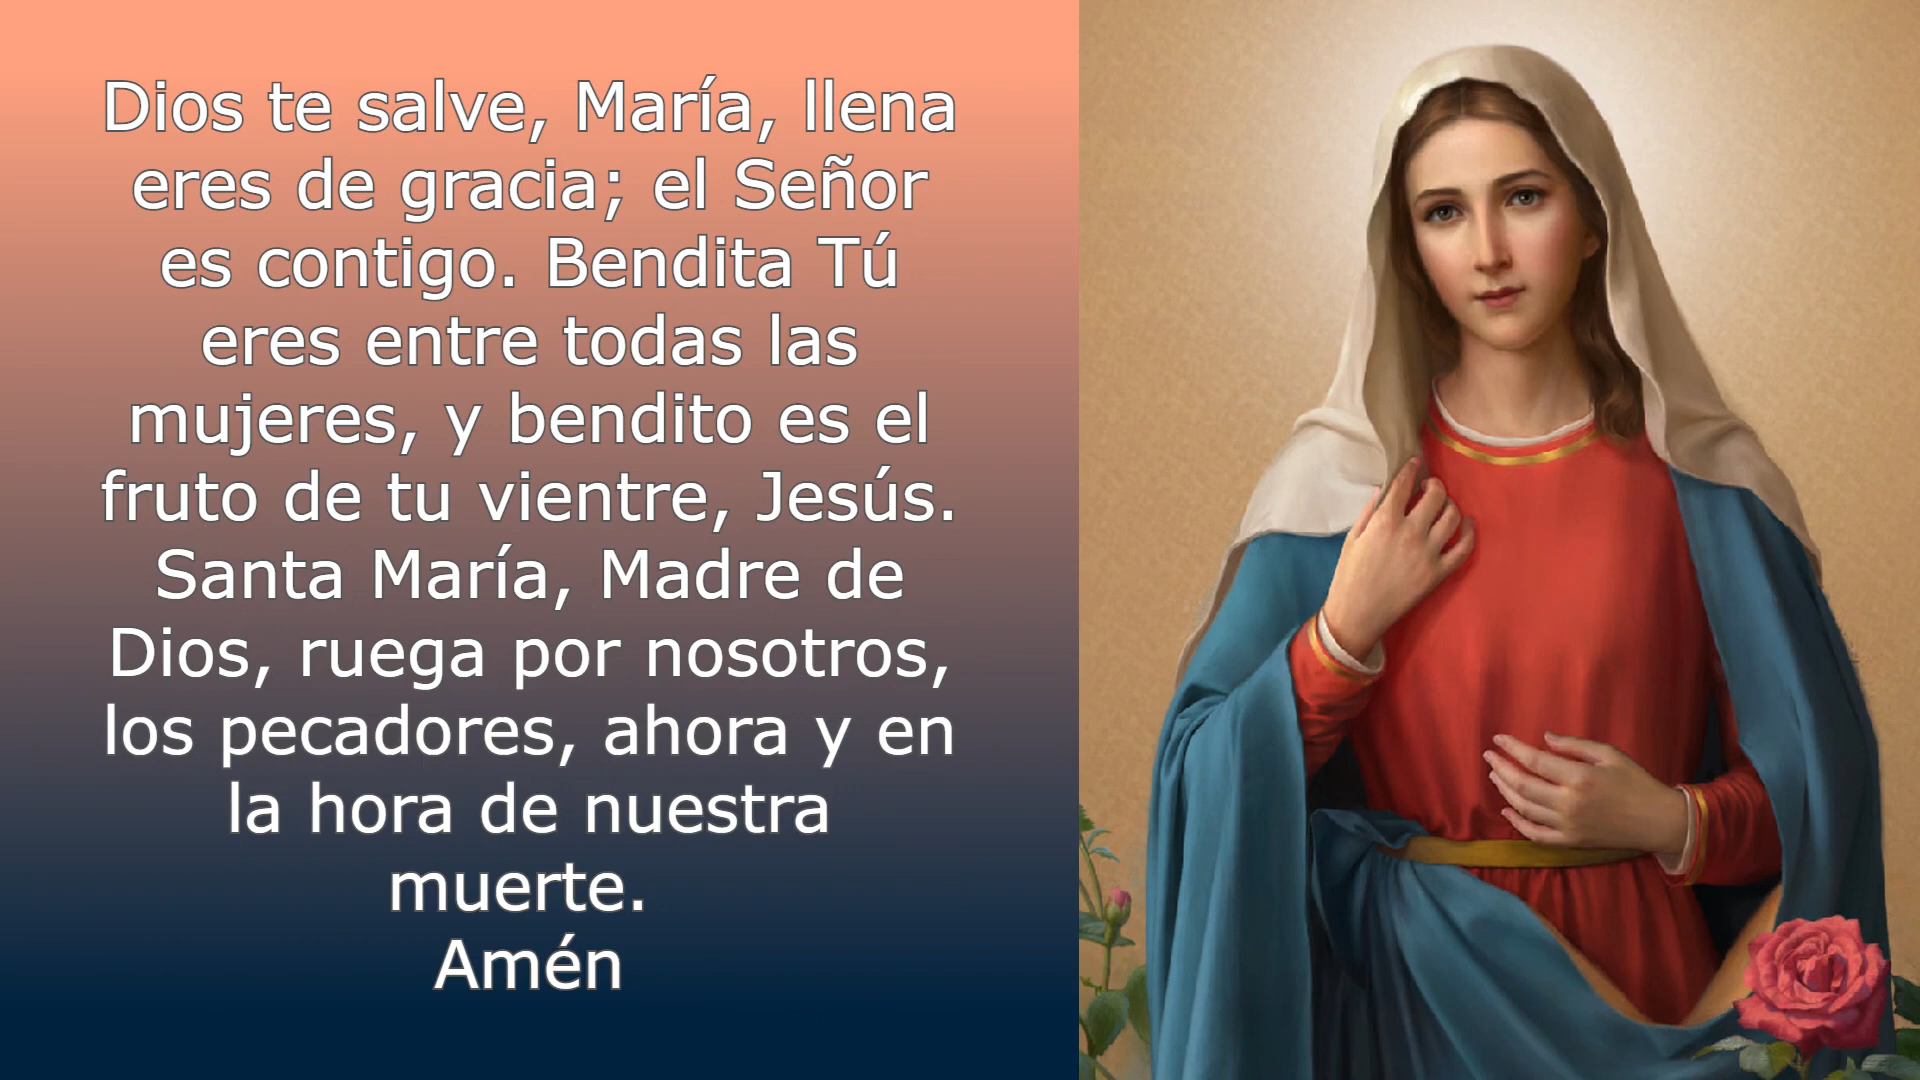 Dios te salve, María, llena
eres de gracia; el Señor
es contigo. Bendita Tú
eres entre todas las
mujeres, y bendito es el
fruto de tu vientre, Jesús.
Santa María, Madre de
Dios, ruega por nosotros,
los pecadores, ahora y en
la hora de nuestra
muerte.
Amén